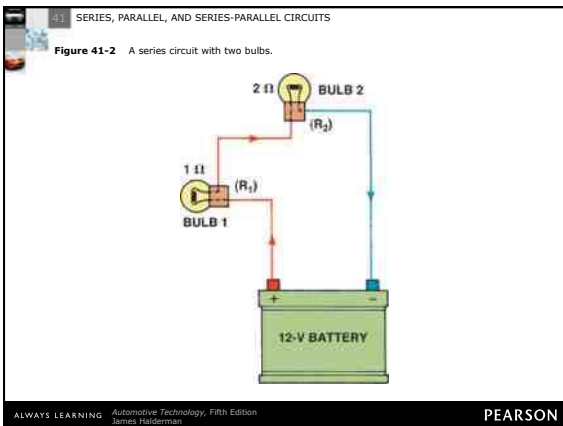 41 SERIES, PARALLEL, AND SERIES-PARALLEL CIRCUITS
Figure 41-2 A series circuit with two bulbs.
2 Ω
BULB 2
(R₂)
1 Ω
(R₁)
BULB 1
+ −
12-V BATTERY
ALWAYS LEARNING
Automotive Technology, Fifth Edition
James Halderman
PEARSON